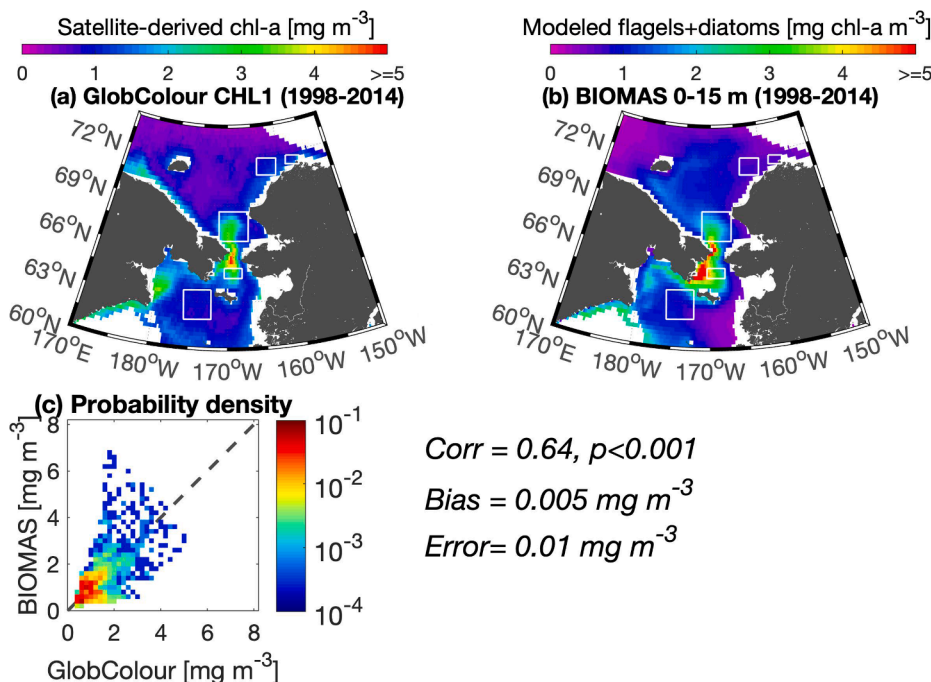 Satellite-derived chl-a [mg m⁻³]
0 1 2 3 4 >=5
(a) GlobColour CHL1 (1998-2014)
72°N
69°N
66°N
63°N
60°N
170°E
180°W
170°W
160°W
150°W
Modeled flagels+diatoms [mg chl-a m⁻³]
0 1 2 3 4 >=5
(b) BIOMAS 0-15 m (1998-2014)
72°N
69°N
66°N
63°N
60°N
170°E
180°W
170°W
160°W
150°W
(c) Probability density
BIOMAS [mg m⁻³]
8
6
4
2
0
0 2 4 6 8
GlobColour [mg m⁻³]
10⁻¹
10⁻²
10⁻³
10⁻⁴
Corr = 0.64, p<0.001
Bias = 0.005 mg m⁻³
Error= 0.01 mg m⁻³